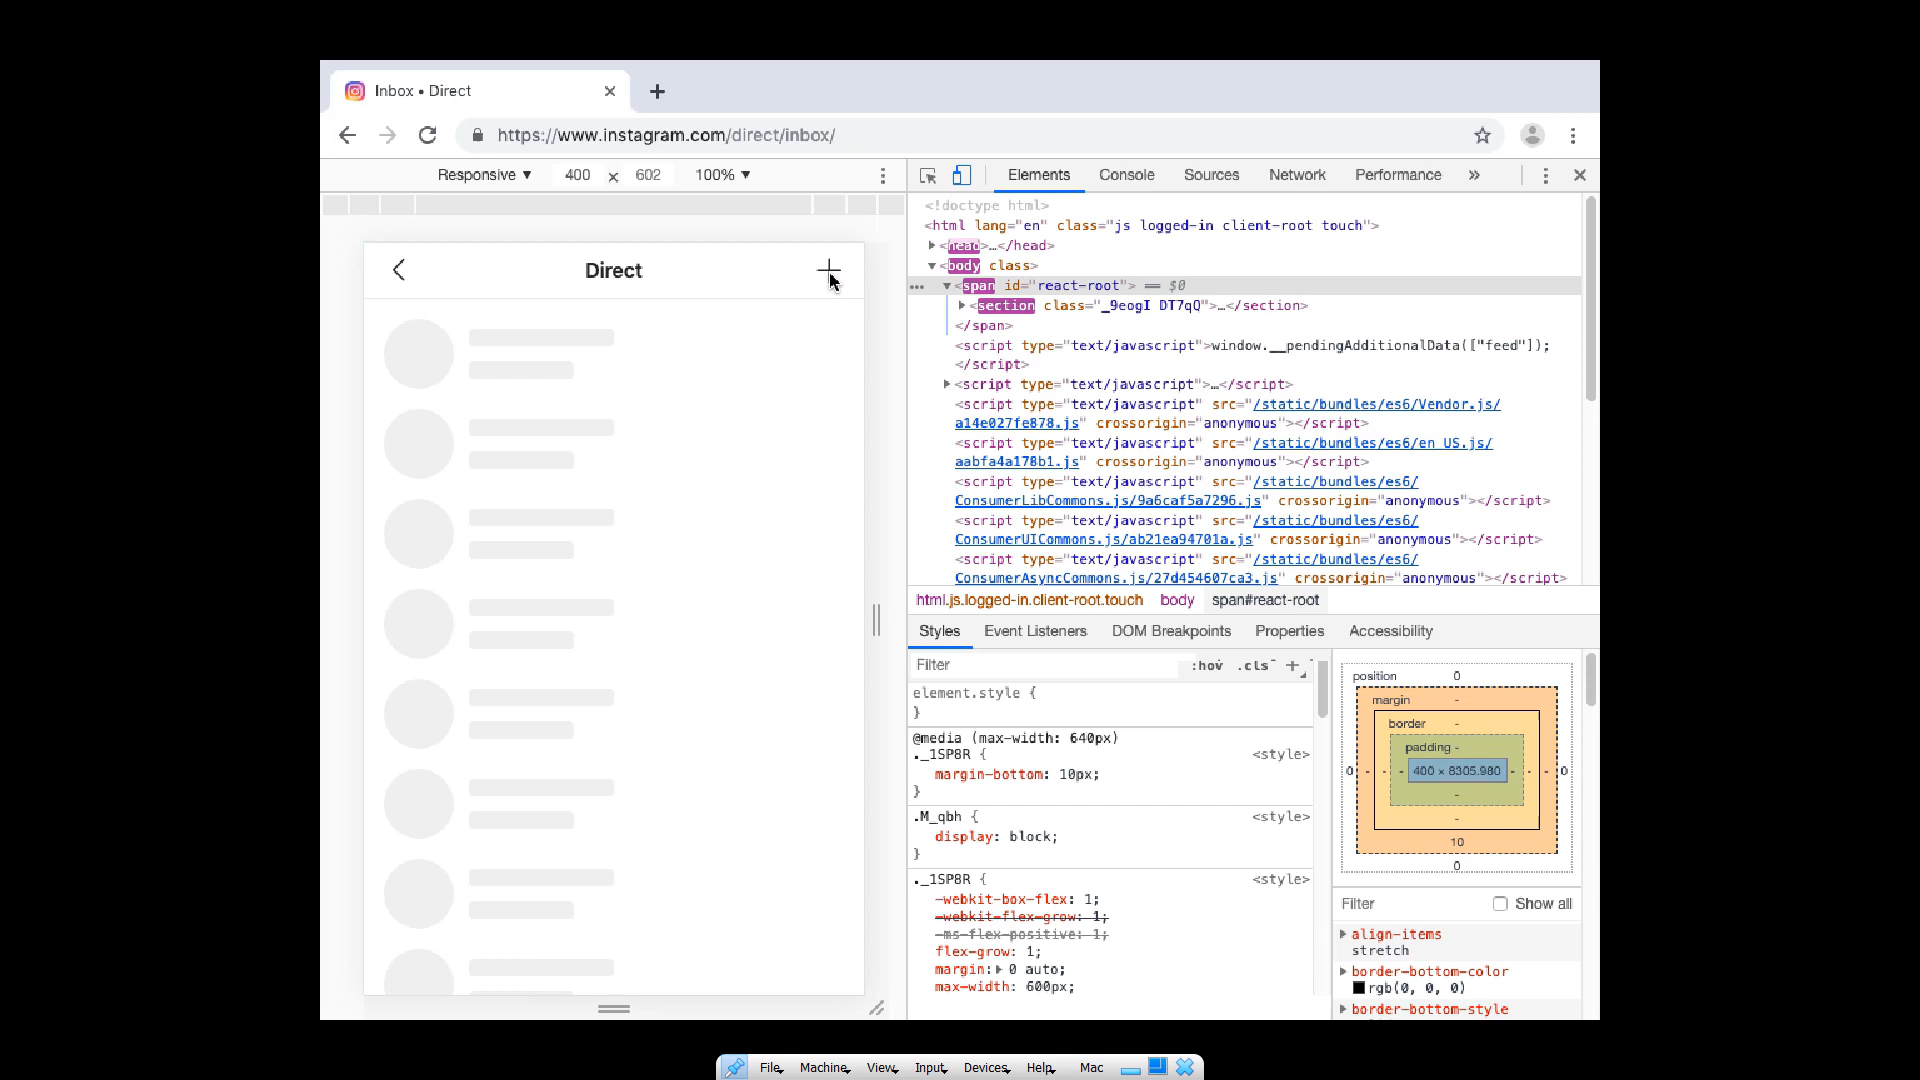 Inbox • Direct
https://www.instagram.com/direct/inbox/
Responsive ▼ 400 x 602 100% ▼
Elements Console Sources Network Performance »
Direct
<!doctype html>
<html lang="en" class="js logged-in client-root touch">
▶<head>…</head>
▼<body class>
… ▼<span id="react-root"> == $0
▶<section class="_9eogI DT7qQ">…</section>
</span>
<script type="text/javascript">window.__pendingAdditionalData(["feed"]);
</script>
▶<script type="text/javascript">…</script>
<script type="text/javascript" src="/static/bundles/es6/Vendor.js/
a14e027fe878.js" crossorigin="anonymous"></script>
<script type="text/javascript" src="/static/bundles/es6/en_US.js/
aabfa4a178b1.js" crossorigin="anonymous"></script>
<script type="text/javascript" src="/static/bundles/es6/
ConsumerLibCommons.js/9a6caf5a7296.js" crossorigin="anonymous"></script>
<script type="text/javascript" src="/static/bundles/es6/
ConsumerUICommons.js/ab21ea94701a.js" crossorigin="anonymous"></script>
<script type="text/javascript" src="/static/bundles/es6/
ConsumerAsyncCommons.js/27d454607ca3.js" crossorigin="anonymous"></script>
html.js.logged-in.client-root.touch body span#react-root
Styles Event Listeners DOM Breakpoints Properties Accessibility
Filter :hov .cls +
element.style {
}
@media (max-width: 640px)
._1SP8R { <style>
margin-bottom: 10px;
}
.M_qbh { <style>
display: block;
}
._1SP8R { <style>
-webkit-box-flex: 1;
-webkit-flex-grow: 1;
-ms-flex-positive: 1;
flex-grow: 1;
margin:▶ 0 auto;
max-width: 600px;
position 0
margin -
border -
padding -
0 - - - 400 × 8305.980 - - - 0
-
-
10
0
Filter Show all
▶ align-items
stretch
▶ border-bottom-color
rgb(0, 0, 0)
▶ border-bottom-style
File Machine View Input Devices Help Mac